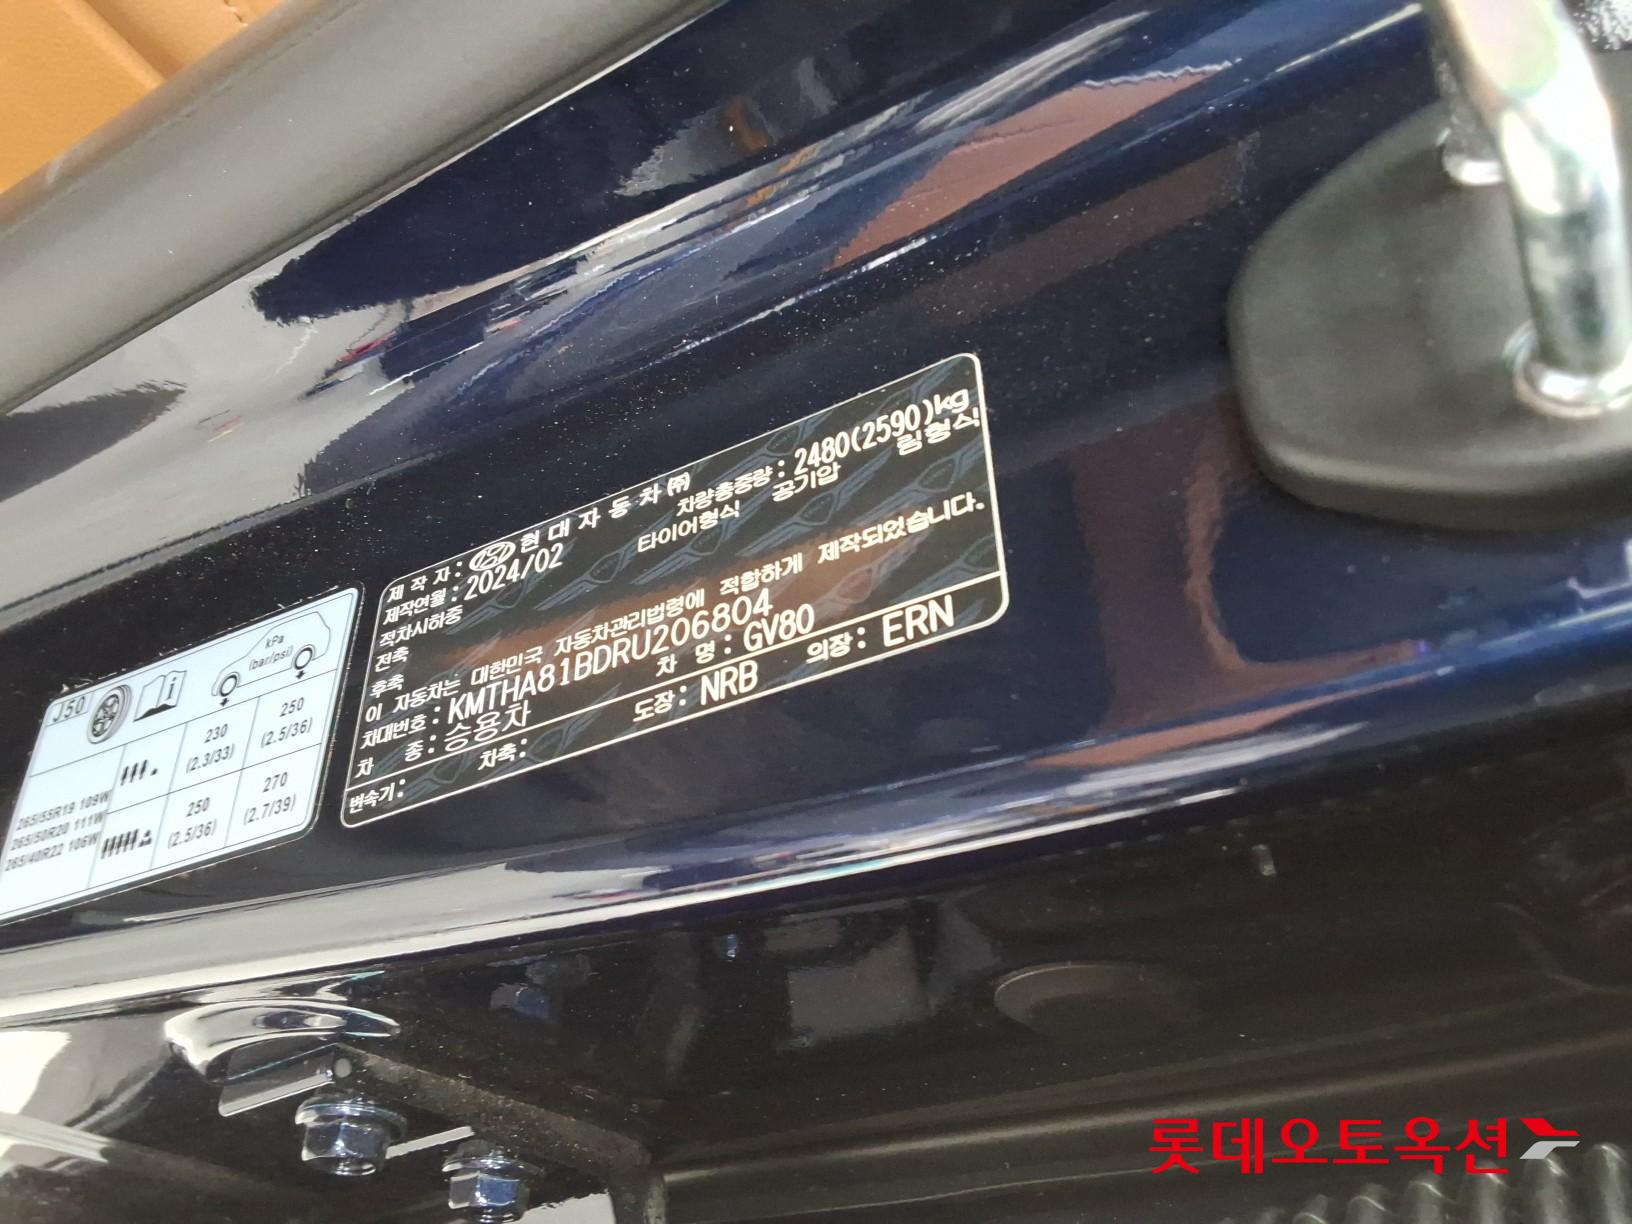 제 작 자: 현 대 자 동 차 ㈜
제작연월: 2024/02 차량총중량: 2480(2590)kg
적차시하중 타이어형식 공기압 림형식
전축
후축
이 자동차는 대한민국 자동차관리법령에 적합하게 제작되었습니다.
차대번호: KMTHA81BDRU206804
차 종: 승용차 차 명: GV80
변속기: 차축: 도장: NRB 의장: ERN
J50
kPa
(bar/psi)
265/55R19 109W
265/50R20 111W
265/40R22 106W
230
(2.3/33)
250
(2.5/36)
250
(2.5/36)
270
(2.7/39)
롯데오토옥션